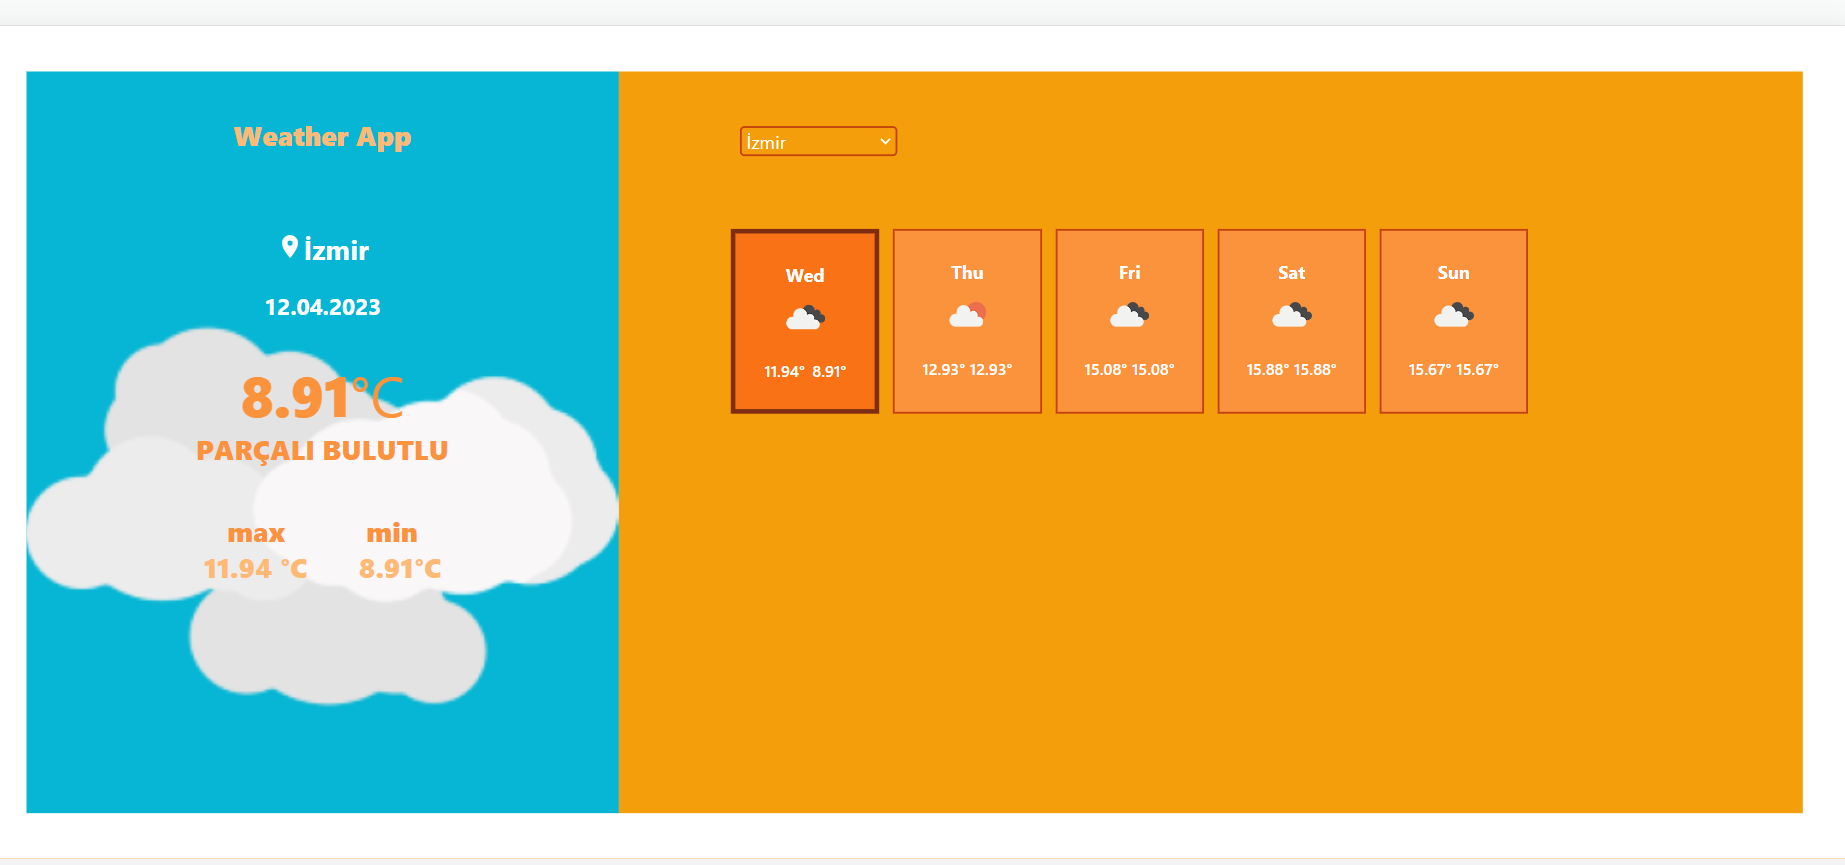 Weather App
İzmir
12.04.2023
8.91°C
PARÇALI BULUTLU
max min
11.94 °C 8.91°C
İzmir
Wed
11.94° 8.91°
Thu
12.93° 12.93°
Fri
15.08° 15.08°
Sat
15.88° 15.88°
Sun
15.67° 15.67°